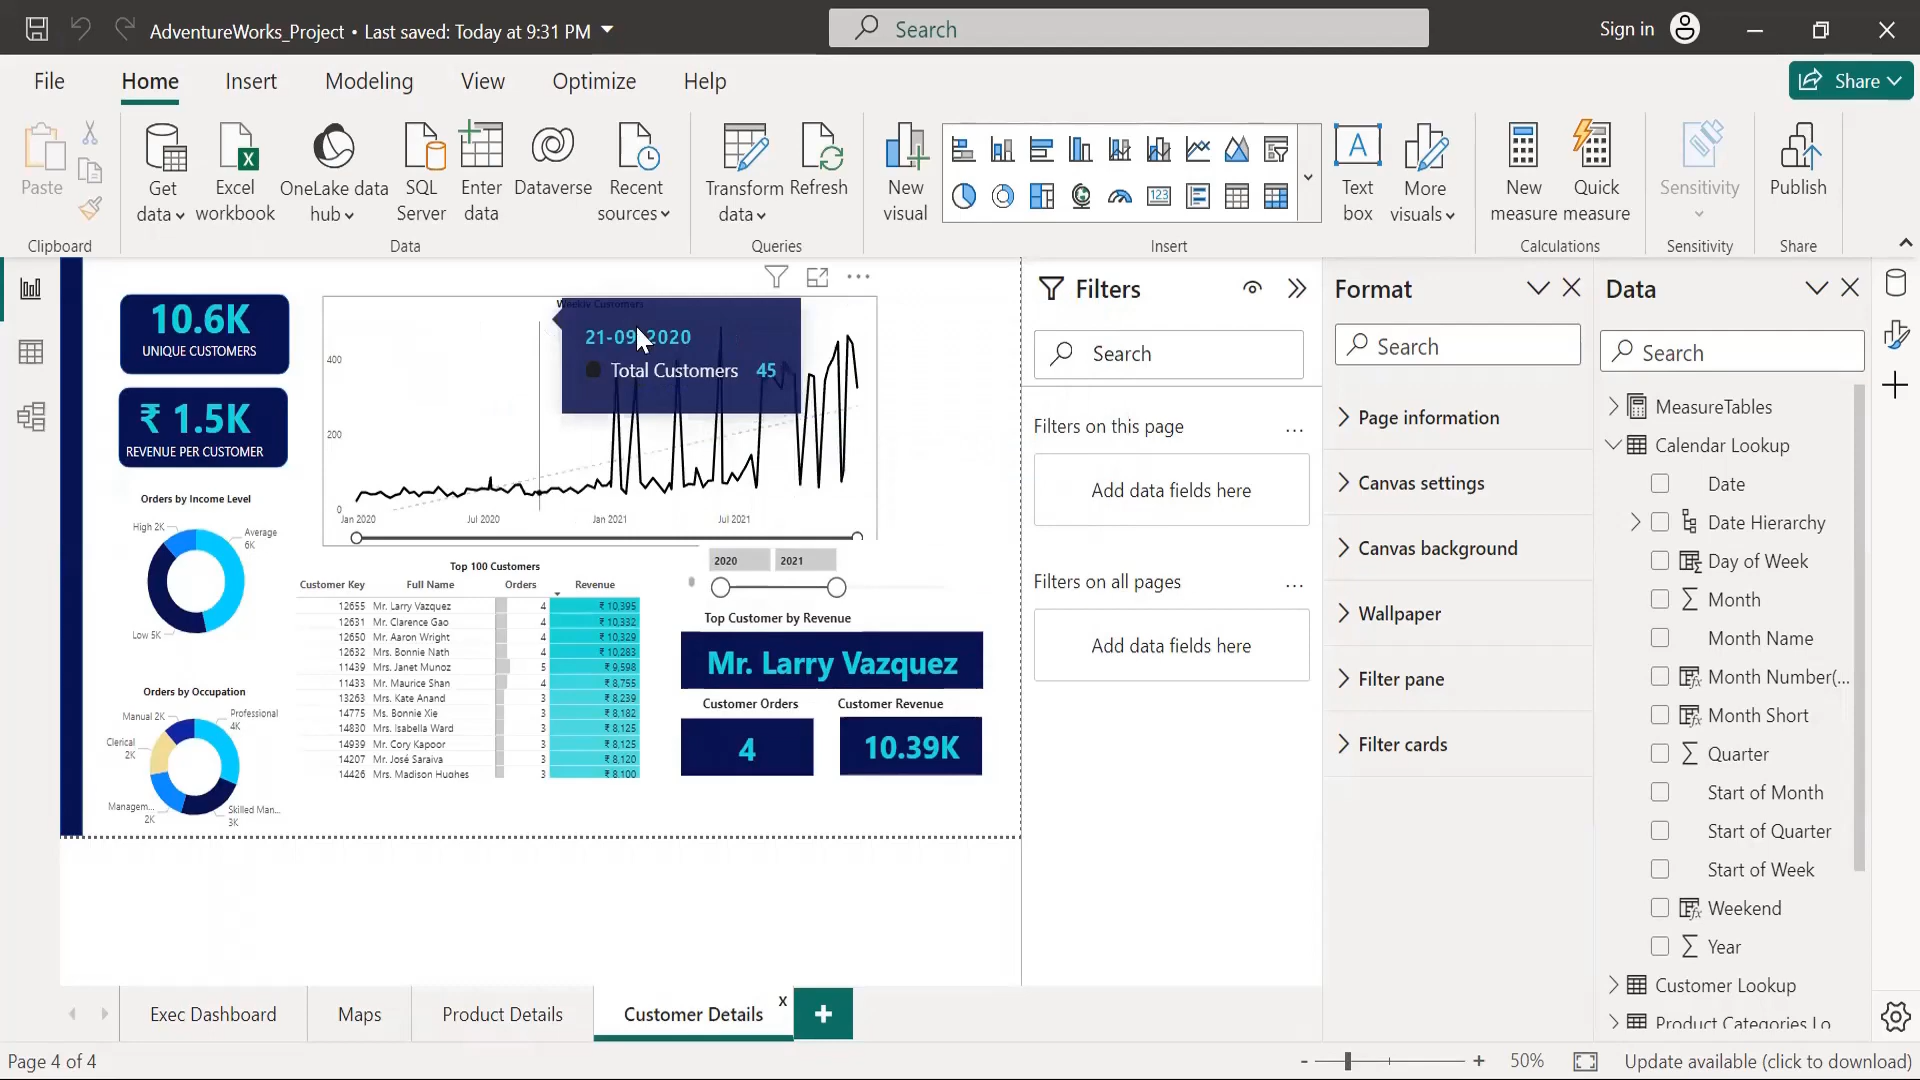 AdventureWorks_Project • Last saved: Today at 9:31 PM
Search
Sign in
File
Home
Insert
Modeling
View
Optimize
Help
Share
Paste
Get data
Excel workbook
OneLake data hub
SQL Server
Enter data
Dataverse
Recent sources
Transform data
Refresh
New visual
Text box
More visuals
New measure
Quick measure
Sensitivity
Publish
Clipboard
Data
Queries
Insert
Calculations
Sensitivity
Share
10.6K
UNIQUE CUSTOMERS
₹ 1.5K
REVENUE PER CUSTOMER
Weekly Customers
21-09-2020
Total Customers 45
400
200
0
Jan 2020
Jul 2020
Jan 2021
Jul 2021
Orders by Income Level
High 2K
Average 6K
Low 5K
Orders by Occupation
Manual 2K
Professional 4K
Clerical 2K
Managem... 2K
Skilled Man... 3K
Top 100 Customers
Customer Key Full Name Orders Revenue
12655 Mr. Larry Vazquez 4 ₹ 10,395
12631 Mr. Clarence Gao 4 ₹ 10,332
12650 Mr. Aaron Wright 4 ₹ 10,329
12632 Mrs. Bonnie Nath 4 ₹ 10,283
11439 Mrs. Janet Munoz 5 ₹ 9,598
11433 Mr. Maurice Shan 4 ₹ 8,755
13263 Mrs. Kate Anand 3 ₹ 8,239
14775 Ms. Bonnie Xie 3 ₹ 8,182
14830 Mrs. Isabella Ward 3 ₹ 8,125
14939 Mr. Cory Kapoor 3 ₹ 8,125
14207 Mr. José Saraiva 3 ₹ 8,120
14426 Mrs. Madison Hughes 3 ₹ 8,100
2020
2021
Top Customer by Revenue
Mr. Larry Vazquez
Customer Orders
Customer Revenue
4
10.39K
Filters
Search
Filters on this page ...
Add data fields here
Filters on all pages ...
Add data fields here
Format
Search
Page information
Canvas settings
Canvas background
Wallpaper
Filter pane
Filter cards
Data
Search
MeasureTables
Calendar Lookup
Date
Date Hierarchy
Day of Week
Month
Month Name
Month Number(...
Month Short
Quarter
Start of Month
Start of Quarter
Start of Week
Weekend
Year
Customer Lookup
Product Categories Lo
Exec Dashboard
Maps
Product Details
Customer Details
x
Page 4 of 4
- + 50%
Update available (click to download)